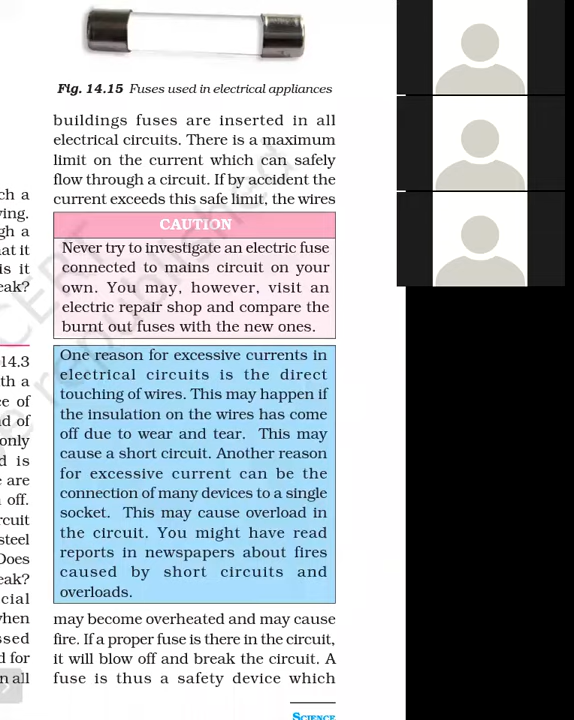 Fig. 14.15 Fuses used in electrical appliances
buildings fuses are inserted in all
electrical circuits. There is a maximum
limit on the current which can safely
flow through a circuit. If by accident the
current exceeds this safe limit, the wires
CAUTION
Never try to investigate an electric fuse
connected to mains circuit on your
own. You may, however, visit an
electric repair shop and compare the
burnt out fuses with the new ones.
One reason for excessive currents in
electrical circuits is the direct
touching of wires. This may happen if
the insulation on the wires has come
off due to wear and tear. This may
cause a short circuit. Another reason
for excessive current can be the
connection of many devices to a single
socket. This may cause overload in
the circuit. You might have read
reports in newspapers about fires
caused by short circuits and
overloads.
may become overheated and may cause
fire. If a proper fuse is there in the circuit,
it will blow off and break the circuit. A
fuse is thus a safety device which
SCIENCE
ch a
gh a
is it
14.3
only
d is
off.